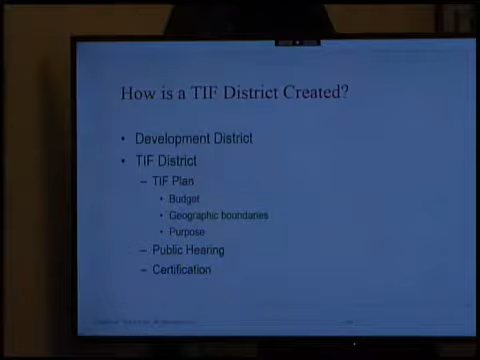 How is a TIF District Created?
• Development District
• TIF District
– TIF Plan
• Budget
• Geographic boundaries
• Purpose
– Public Hearing
– Certification